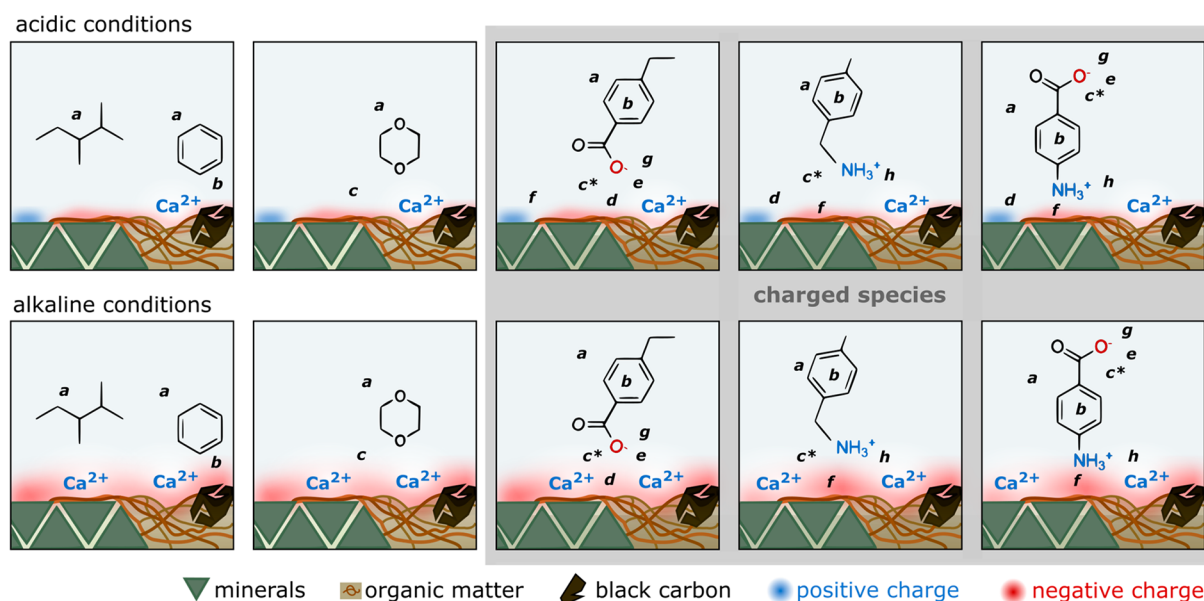 acidic conditions
a
a
b
Ca2+
a
O
O
c
Ca2+
a
b
O
O-
g
c*
e
f
d
Ca2+
a
b
c*
NH3+
h
d
f
Ca2+
g
O
O-
e
c*
a
b
NH3+
h
d
f
Ca2+
alkaline conditions
charged species
a
a
b
Ca2+
Ca2+
a
O
O
c
Ca2+
Ca2+
a
b
O
O-
g
c*
e
d
Ca2+
Ca2+
a
b
NH3+
c*
h
f
Ca2+
Ca2+
g
O
O-
e
c*
a
b
NH3+
h
f
Ca2+
Ca2+
minerals
organic matter
black carbon
positive charge
negative charge